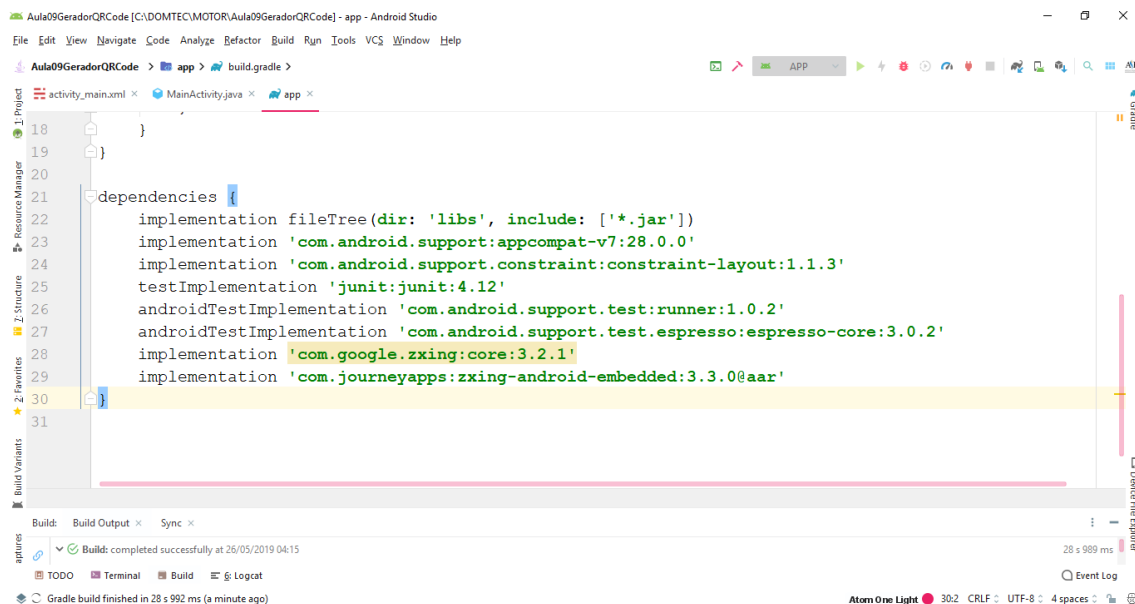 Aula09GeradorQRCode [C:\DOMTEC\MOTOR\Aula09GeradorQRCode] - app - Android Studio
File Edit View Navigate Code Analyze Refactor Build Run Tools VCS Window Help
Aula09GeradorQRCode app build.gradle APP
activity_main.xml MainActivity.java app
1: Project
Resource Manager
7: Structure
2: Favorites
Build Variants
Gradle
Device File Explorer
18 }
19 }
20
21 dependencies {
22 implementation fileTree(dir: 'libs', include: ['*.jar'])
23 implementation 'com.android.support:appcompat-v7:28.0.0'
24 implementation 'com.android.support.constraint:constraint-layout:1.1.3'
25 testImplementation 'junit:junit:4.12'
26 androidTestImplementation 'com.android.support.test:runner:1.0.2'
27 androidTestImplementation 'com.android.support.test.espresso:espresso-core:3.0.2'
28 implementation 'com.google.zxing:core:3.2.1'
29 implementation 'com.journeyapps:zxing-android-embedded:3.3.0@aar'
30 }
31
Build: Build Output Sync
Build: completed successfully at 26/05/2019 04:15 28 s 989 ms
aptures
TODO Terminal Build 6: Logcat Event Log
Gradle build finished in 28 s 992 ms (a minute ago) Atom One Light 30:2 CRLF UTF-8 4 spaces